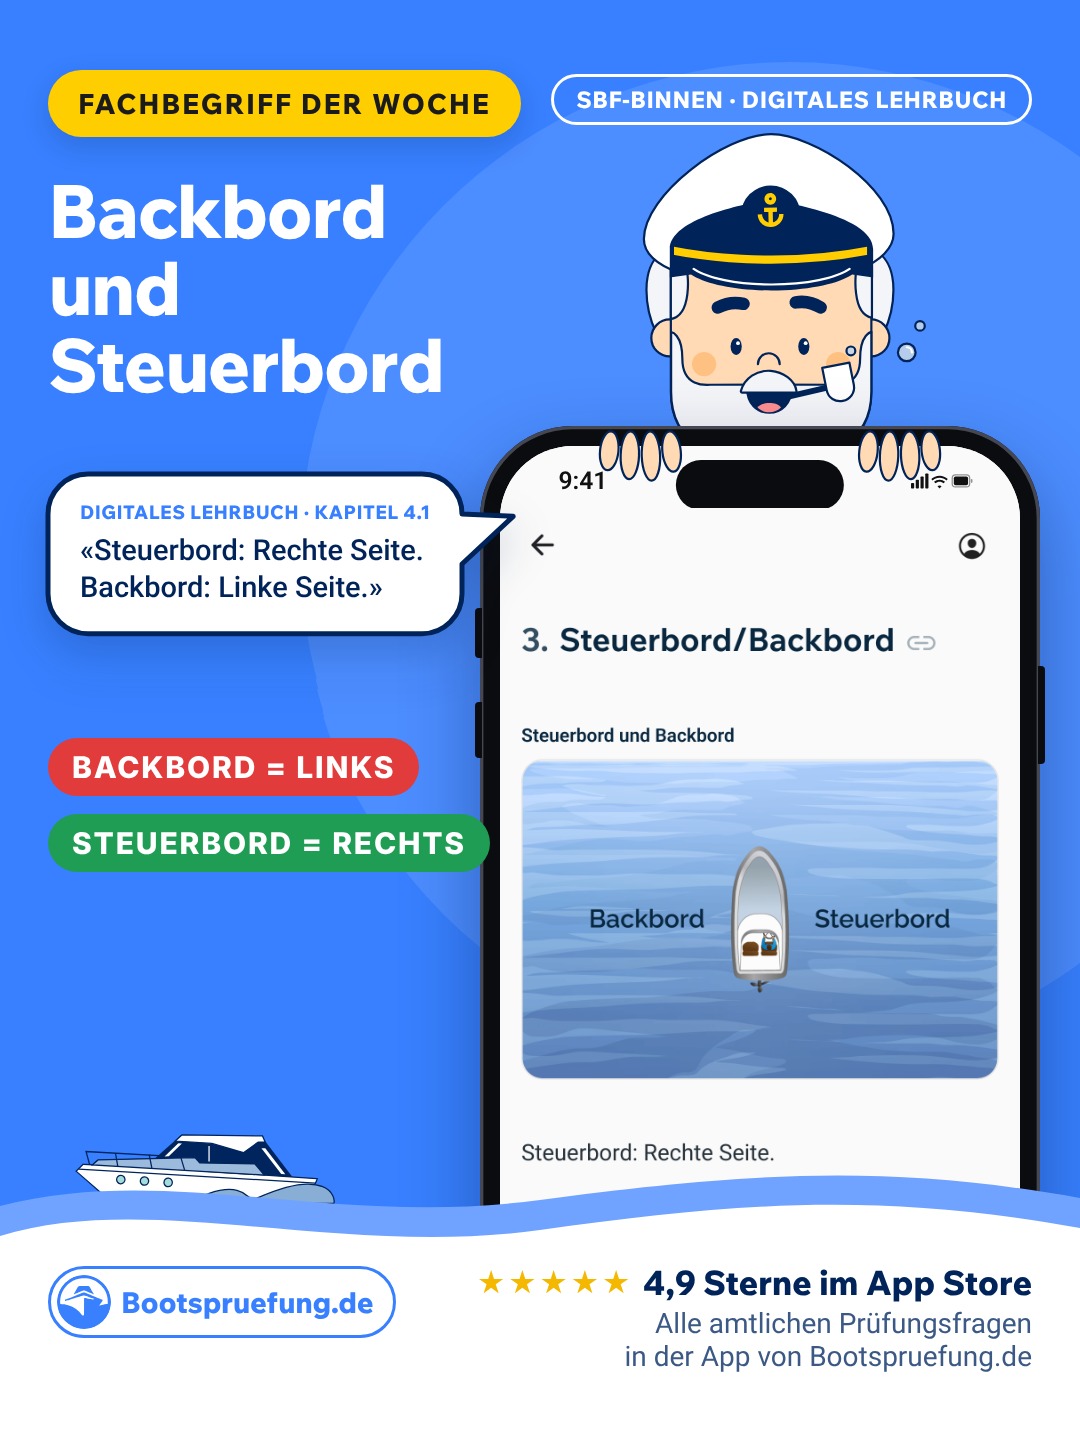 FACHBEGRIFF DER WOCHE
SBF-BINNEN · DIGITALES LEHRBUCH
Backbord
und
Steuerbord
DIGITALES LEHRBUCH · KAPITEL 4.1
«Steuerbord: Rechte Seite.
Backbord: Linke Seite.»
BACKBORD = LINKS
STEUERBORD = RECHTS
9:41
3. Steuerbord/Backbord
Steuerbord und Backbord
Backbord
Steuerbord
Steuerbord: Rechte Seite.
Bootspruefung.de
★★★★★ 4,9 Sterne im App Store
Alle amtlichen Prüfungsfragen
in der App von Bootspruefung.de